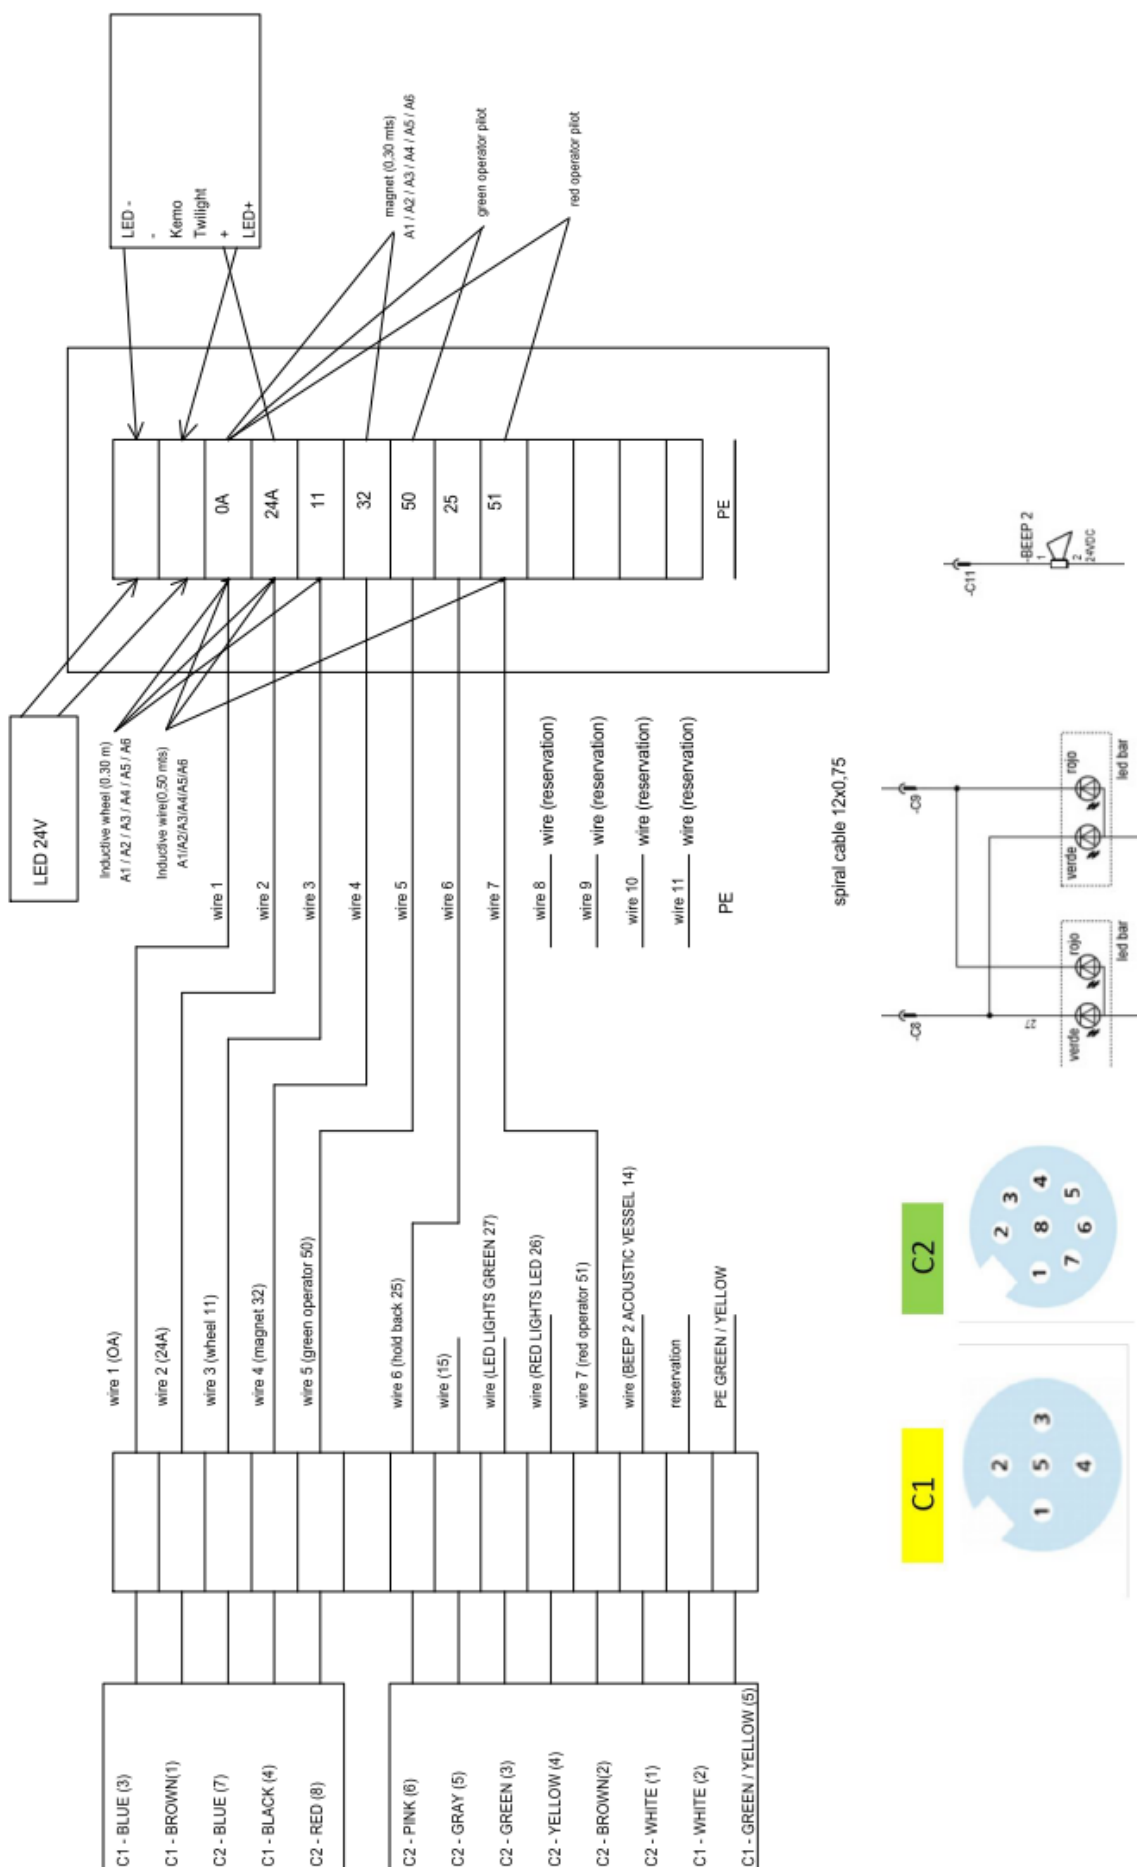 LED -
-
Kemo
Twilight
+
LED+
magnet (0,30 mts)
A1 / A2 / A3 / A4 / A5 / A6
green operator pilot
red operator pilot
0A
24A
11
32
50
25
51
PE
LED 24V
Inductive wheel (0.30 m)
A1 / A2 / A3 / A4 / A5 / A6
Inductive wire(0,50 mts)
A1/A2/A3/A4/A5/A6
wire 1
wire 2
wire 3
wire 4
wire 5
wire 6
wire 7
wire 8
wire (reservation)
wire 9
wire (reservation)
wire 10
wire (reservation)
wire 11
wire (reservation)
PE
spiral cable 12x0,75
wire 1 (OA)
wire 2 (24A)
wire 3 (wheel 11)
wire 4 (magnet 32)
wire 5 (green operator 50)
wire 6 (hold back 25)
wire (15)
wire (LED LIGHTS GREEN 27)
wire (RED LIGHTS LED 26)
wire 7 (red operator 51)
wire (BEEP 2 ACOUSTIC VESSEL 14)
reservation
PE GREEN / YELLOW
C1 - BLUE (3)
C1 - BROWN(1)
C2 - BLUE (7)
C1 - BLACK (4)
C2 - RED (8)
C2 - PINK (6)
C2 - GRAY (5)
C2 - GREEN (3)
C2 - YELLOW (4)
C2 - BROWN(2)
C2 - WHITE (1)
C1 - WHITE (2)
C1 - GREEN / YELLOW (5)
C1
1
2
3
4
5
C2
1
2
3
4
5
6
7
8
-C8
27
verde
rojo
led bar
-C9
verde
rojo
led bar
-C11
-BEEP 2
1
2
24VDC